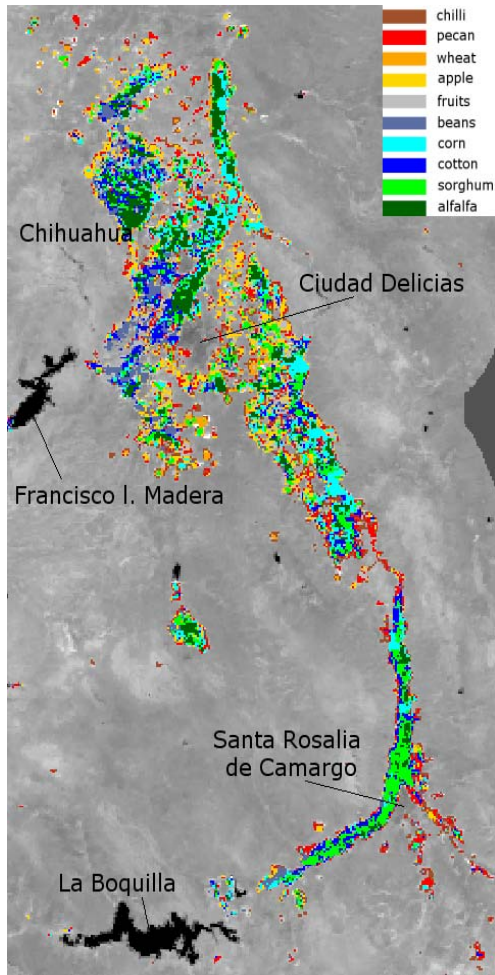 chilli
pecan
wheat
apple
fruits
beans
corn
cotton
sorghum
alfalfa
Chihuahua
Ciudad Delicias
Francisco l. Madera
Santa Rosalia
de Camargo
La Boquilla